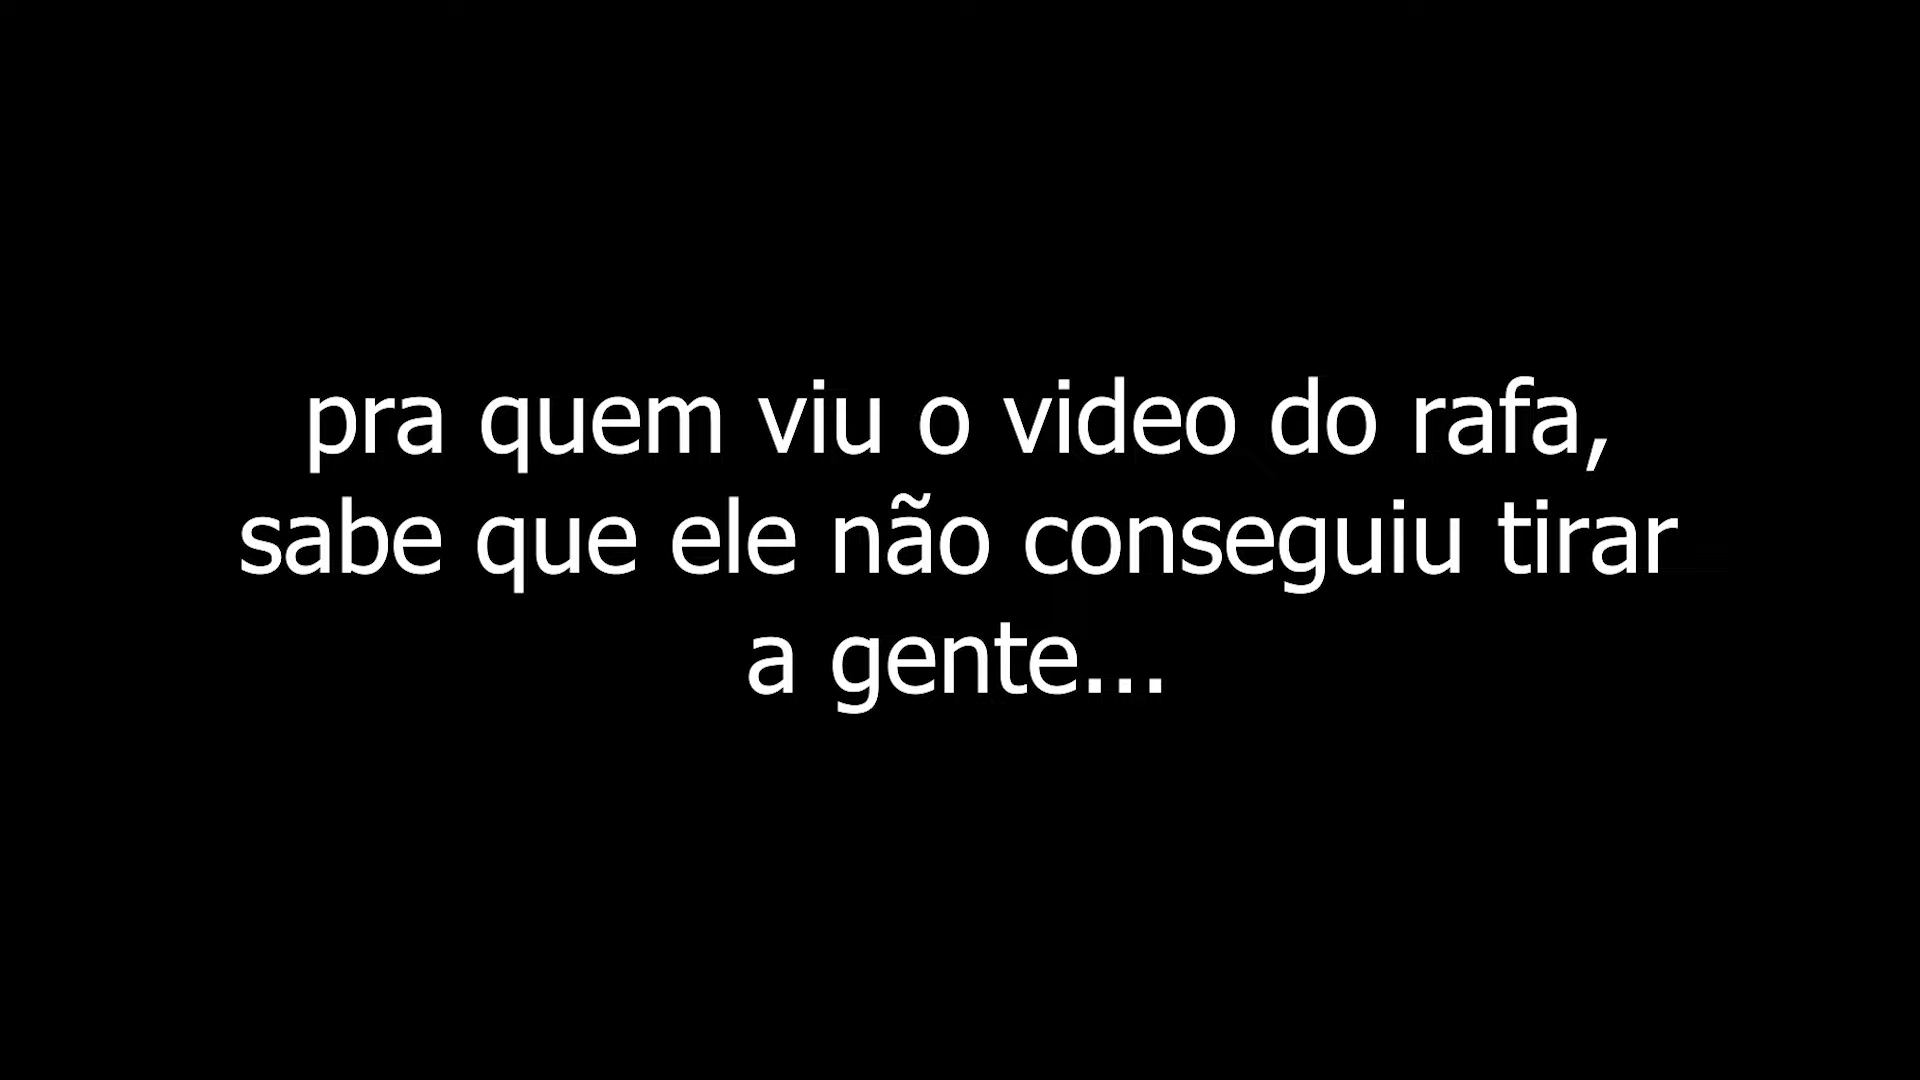 pra quem viu o video do rafa,
sabe que ele não conseguiu tirar
a gente...